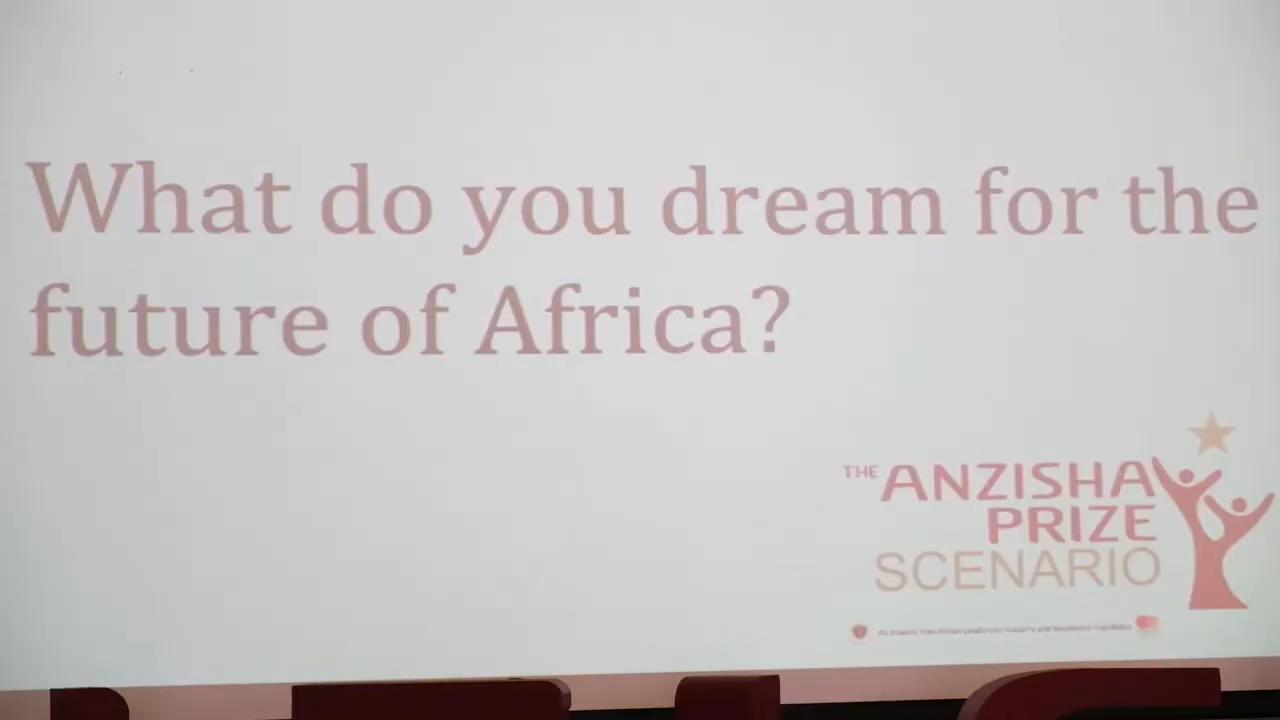 What do you dream for the
future of Africa?
THE ANZISHA
PRIZE
SCENARIO